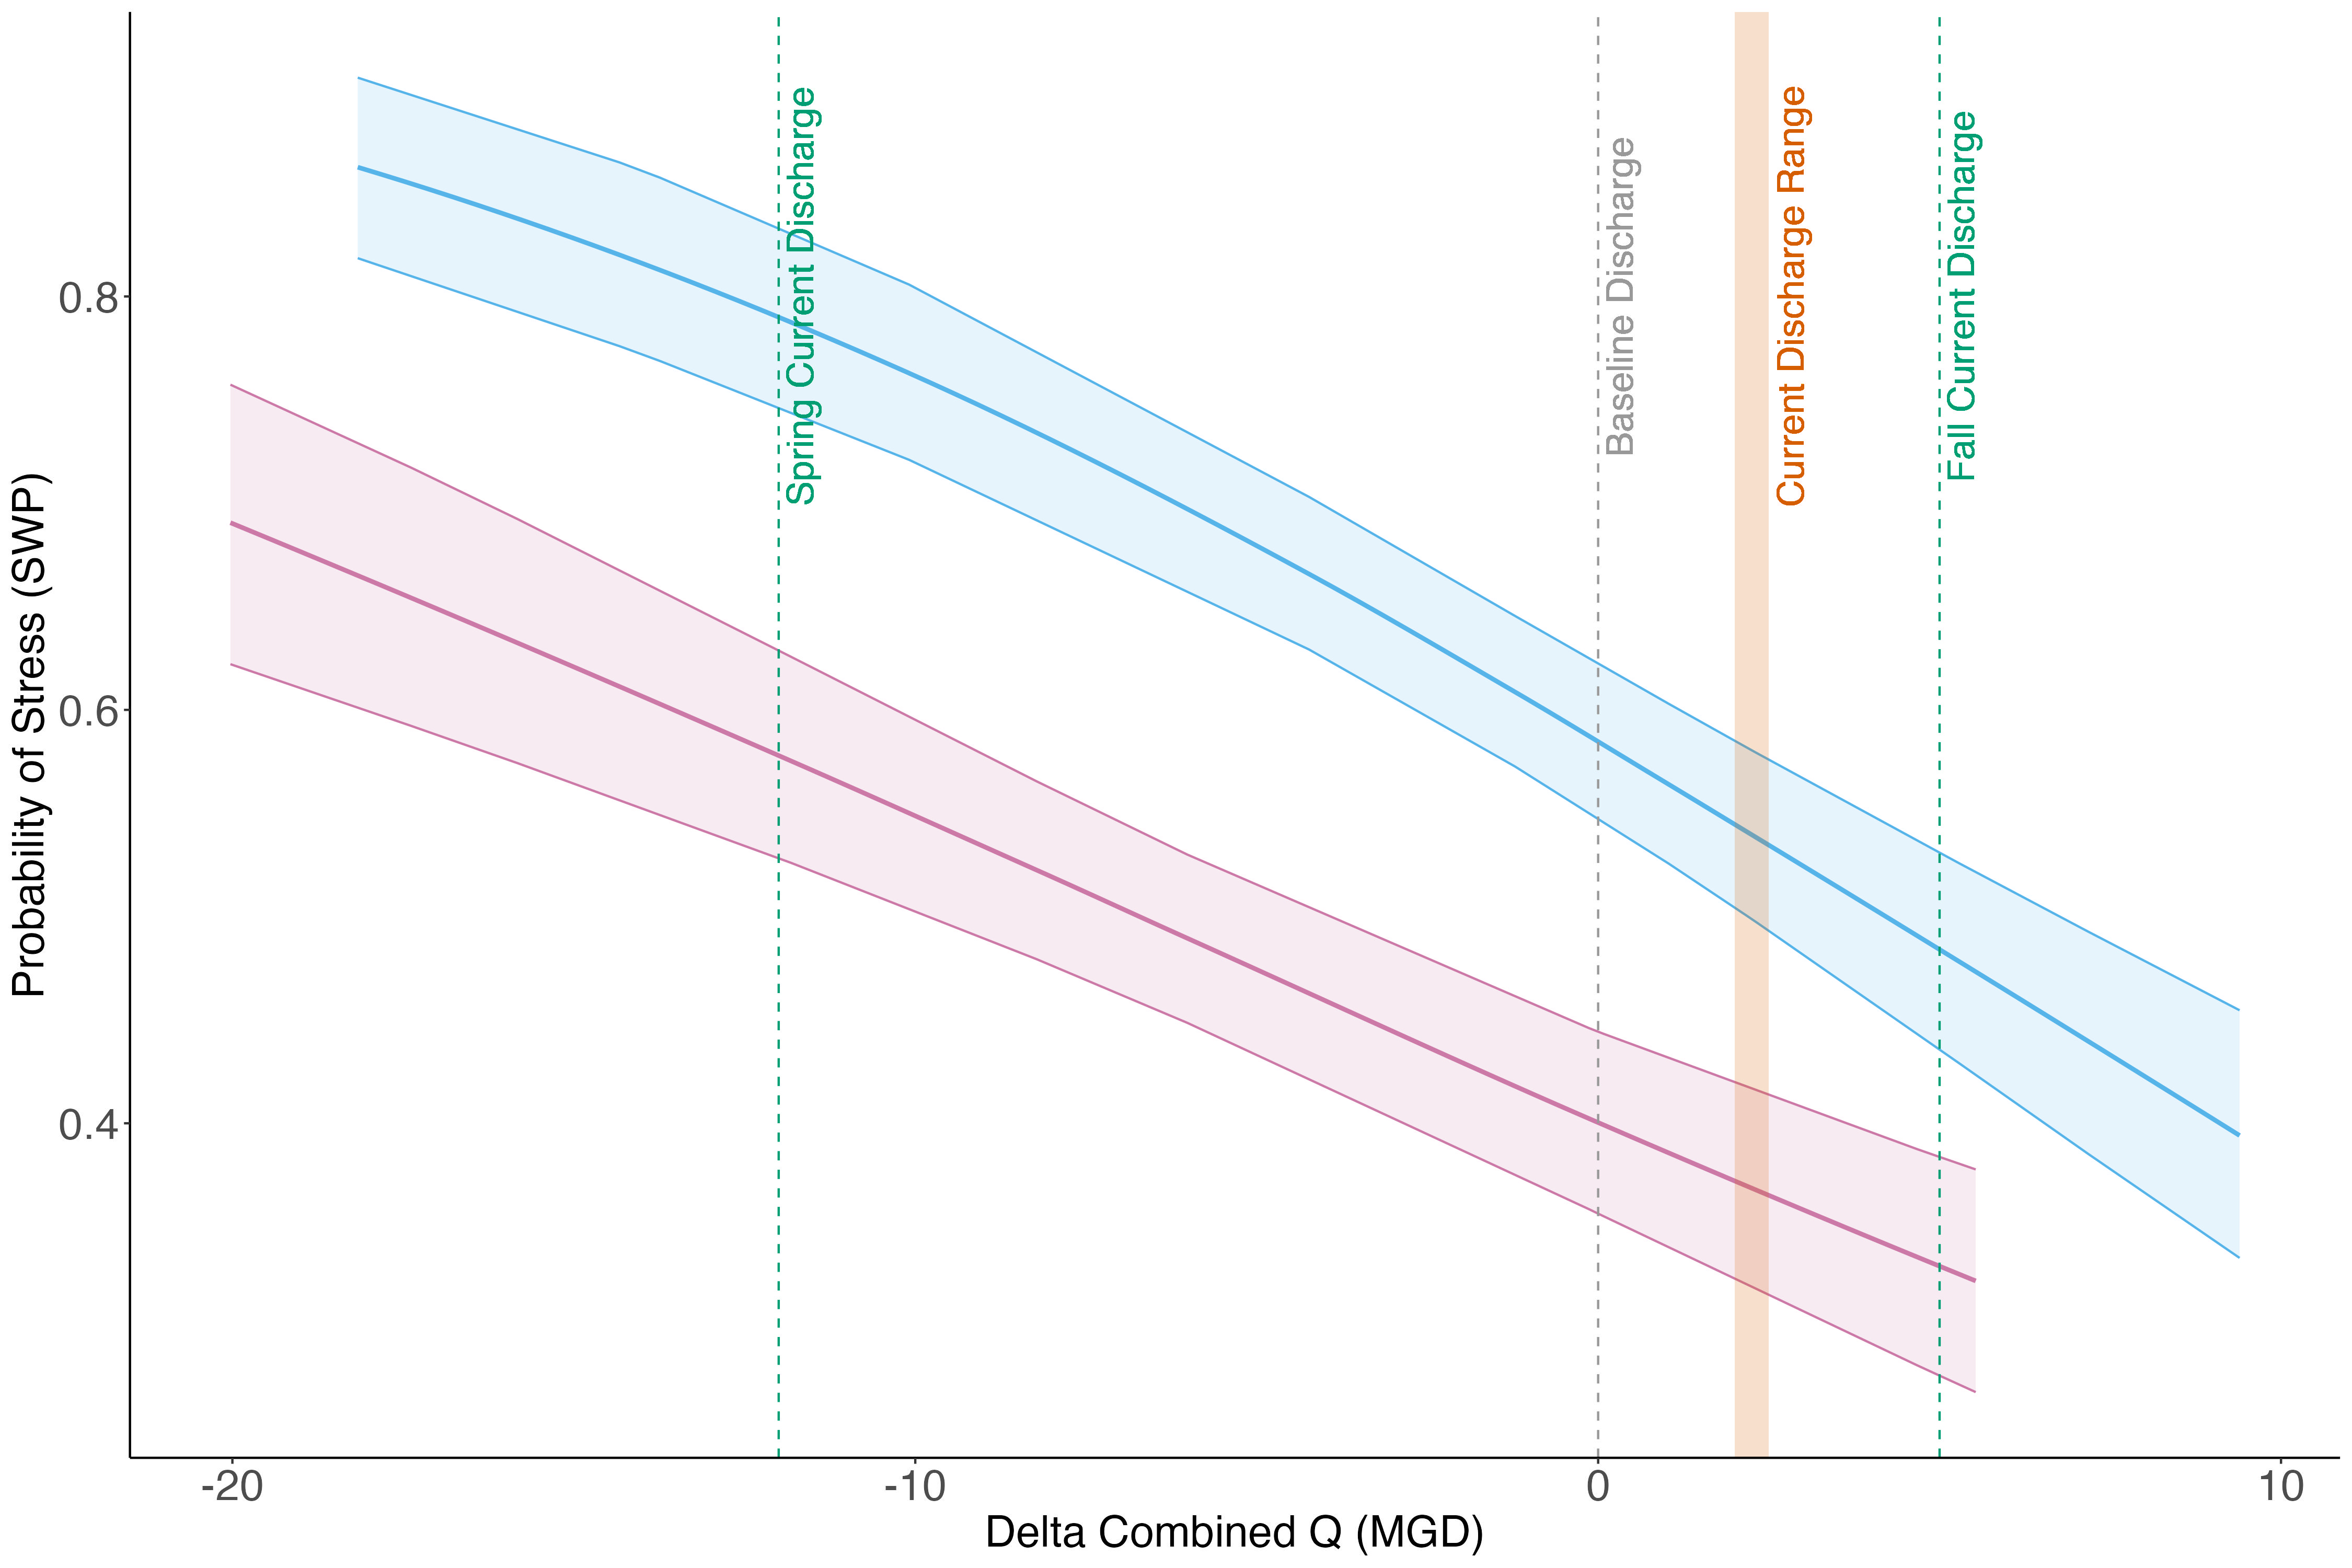 Spring Current Discharge
Baseline Discharge
Current Discharge Range
Fall Current Discharge
Probability of Stress (SWP)
0.8
0.6
0.4
-20
-10
0
10
Delta Combined Q (MGD)